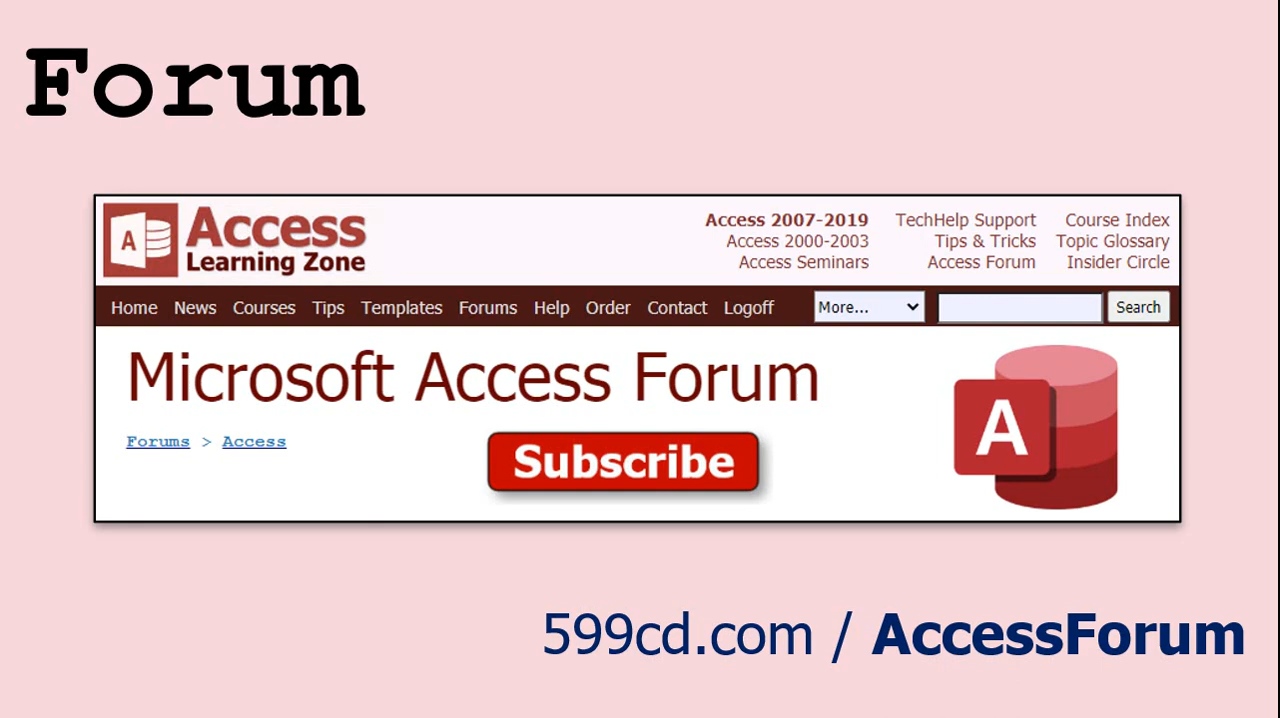 Forum
A
Access
Learning Zone
Access 2007-2019 TechHelp Support Course Index
Access 2000-2003 Tips & Tricks Topic Glossary
Access Seminars Access Forum Insider Circle
Home News Courses Tips Templates Forums Help Order Contact Logoff More... Search
Microsoft Access Forum
Forums > Access
Subscribe
A
599cd.com / AccessForum